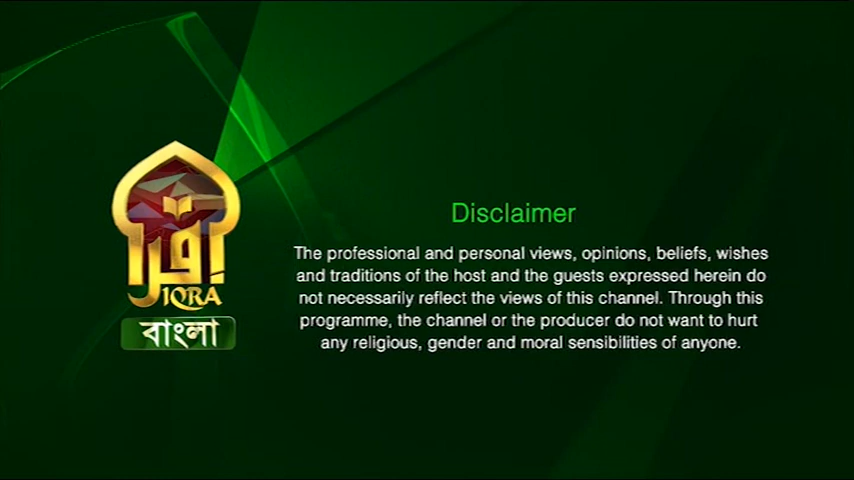 اقرأ
IQRA
বাংলা
Disclaimer
The professional and personal views, opinions, beliefs, wishes
and traditions of the host and the guests expressed herein do
not necessarily reflect the views of this channel. Through this
programme, the channel or the producer do not want to hurt
any religious, gender and moral sensibilities of anyone.